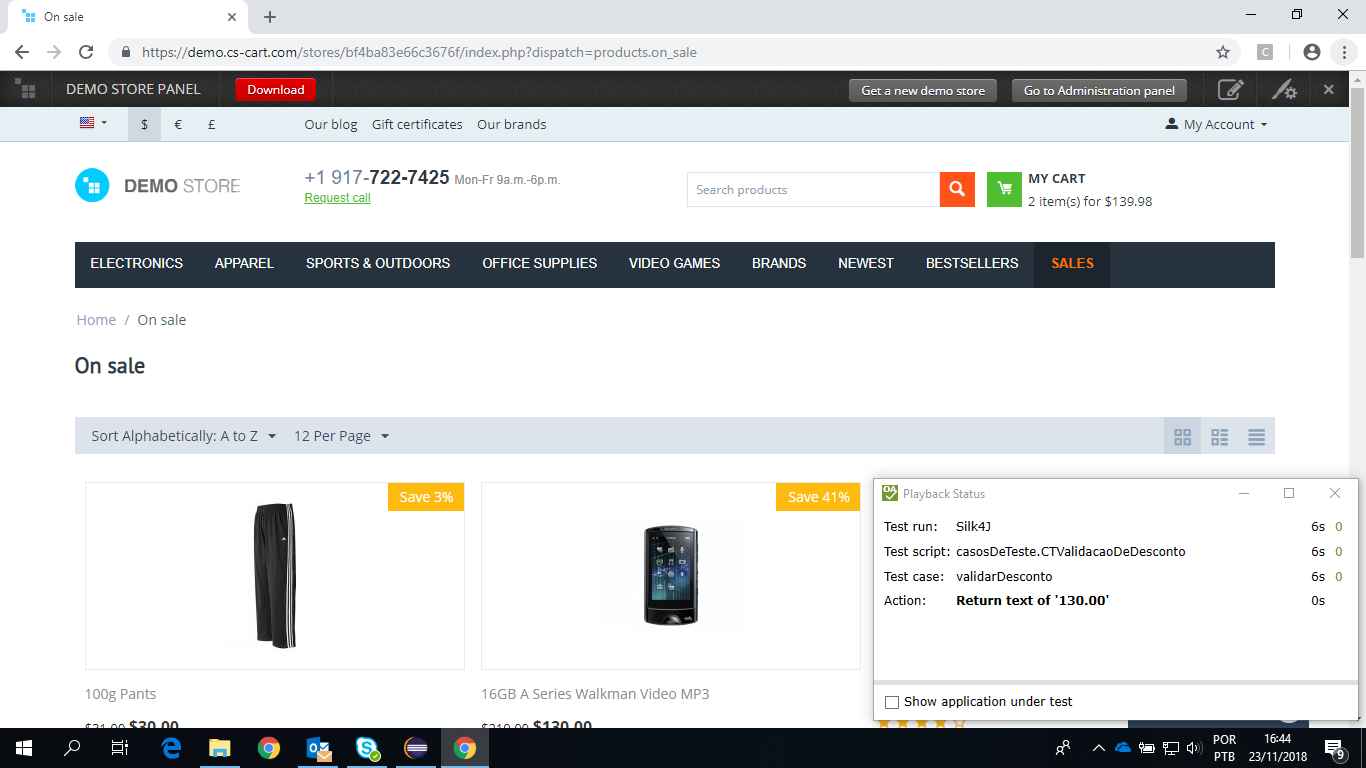 On sale
https://demo.cs-cart.com/stores/bf4ba83e66c3676f/index.php?dispatch=products.on_sale
C
DEMO STORE PANEL
Download
Get a new demo store
Go to Administration panel
$ € £
Our blog Gift certificates Our brands
My Account
DEMO STORE
+1 917-722-7425 Mon-Fr 9a.m.-6p.m.
Request call
Search products
MY CART
2 item(s) for $139.98
ELECTRONICS APPAREL SPORTS & OUTDOORS OFFICE SUPPLIES VIDEO GAMES BRANDS NEWEST BESTSELLERS SALES
Home / On sale
On sale
Sort Alphabetically: A to Z 12 Per Page
Save 3%
Save 41%
100g Pants
16GB A Series Walkman Video MP3
$31.00 $30.00
$219.00 $130.00
OA Playback Status
Test run: Silk4J 6s 0
Test script: casosDeTeste.CTValidacaoDeDesconto 6s 0
Test case: validarDesconto 6s 0
Action: Return text of '130.00' 0s
Show application under test
POR
PTB
16:44
23/11/2018
9